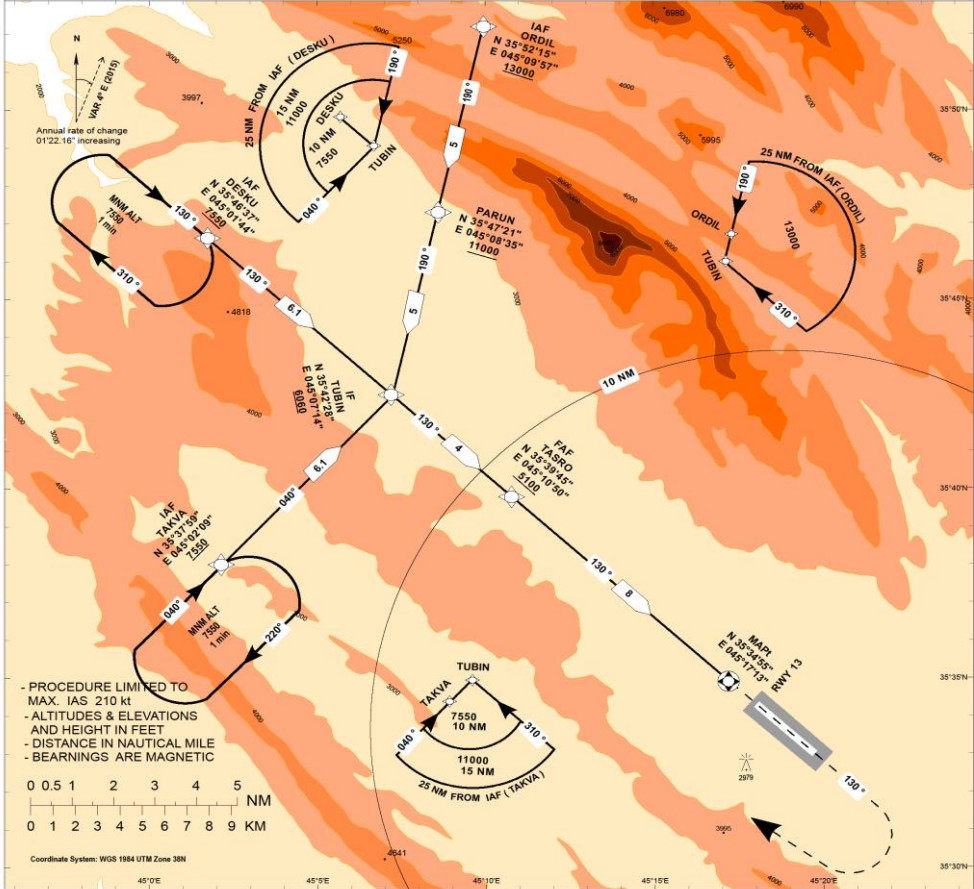 N
VAR 4° E (2015)
Annual rate of change
01'22.16" increasing
2000
3000
3997
25 NM FROM IAF (DESKU)
15 NM
11000
DESKU
10 NM
7550
TUBIN
040°
190°
5000
5250
4000
IAF
ORDIL
N 35°52'15"
E 045°09'57"
13000
190°
5
PARUN
N 35°47'21"
E 045°08'35"
11000
190°
5
6980
6990
5000
5995
4000
25 NM FROM IAF(ORDIL)
190°
ORDIL
TUBIN
13000
310°
35°50'N
35°45'N
35°40'N
35°35'N
35°30'N
IAF
DESKU
N 35°46'37"
E 045°01'44"
7550
130°
MNM ALT
7550
1 min
310°
130°
6.1
4818
4000
IF
TUBIN
N 35°42'28"
E 045°07'14"
6060
130°
4
10 NM
FAF
TASRO
N 35°39'45"
E 045°10'50"
5100
130°
8
MAPt
N 35°34'55"
E 045°17'13"
RWY 13
130°
2979
3995
4000
IAF
TAKVA
N 35°37'59"
E 045°02'09"
7550
040°
6.1
040°
MNM ALT
7550
1 min
220°
3000
TUBIN
TAKVA
7550
10 NM
040°
310°
11000
15 NM
25 NM FROM IAF (TAKVA)
4541
- PROCEDURE LIMITED TO
MAX. IAS 210 kt
- ALTITUDES & ELEVATIONS
AND HEIGHT IN FEET
- DISTANCE IN NAUTICAL MILE
- BEARNINGS ARE MAGNETIC
0 0.5 1 2 3 4 5 NM
0 1 2 3 4 5 6 7 8 9 KM
Coordinate System: WGS 1984 UTM Zone 38N
45°0'E
45°5'E
45°10'E
45°15'E
45°20'E